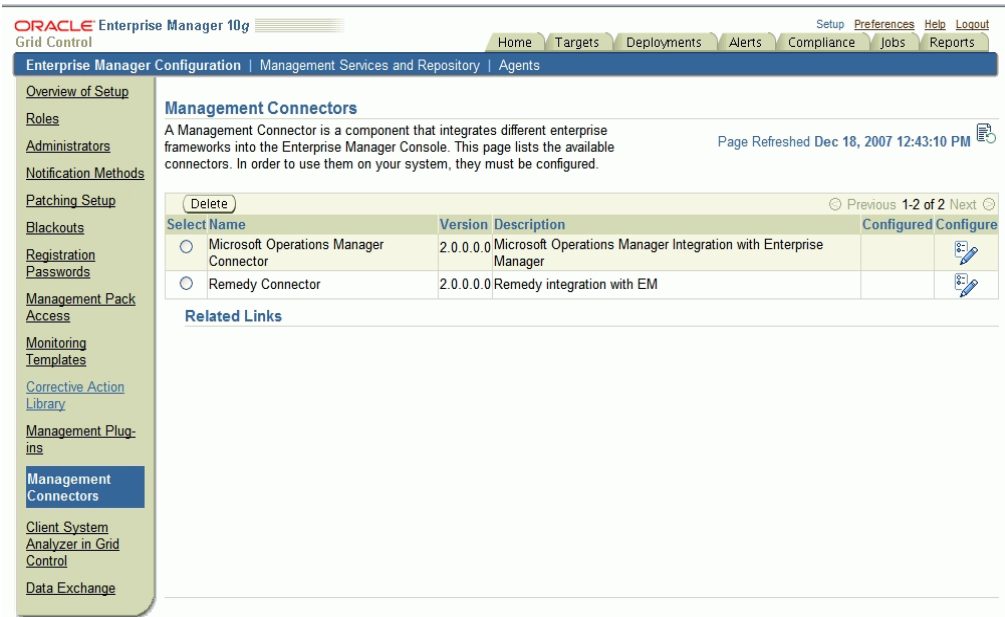 ORACLE Enterprise Manager 10g
Grid Control
Setup Preferences Help Logout
Home Targets Deployments Alerts Compliance Jobs Reports
Enterprise Manager Configuration | Management Services and Repository | Agents
Overview of Setup
Roles
Administrators
Notification Methods
Patching Setup
Blackouts
Registration
Passwords
Management Pack
Access
Monitoring
Templates
Corrective Action
Library
Management Plug-
ins
Management
Connectors
Client System
Analyzer in Grid
Control
Data Exchange
Management Connectors
A Management Connector is a component that integrates different enterprise
frameworks into the Enterprise Manager Console. This page lists the available
connectors. In order to use them on your system, they must be configured.
Page Refreshed Dec 18, 2007 12:43:10 PM
Delete
Previous 1-2 of 2 Next
Select Name Version Description Configured Configure
Microsoft Operations Manager
Connector
2.0.0.0.0 Microsoft Operations Manager Integration with Enterprise
Manager
Remedy Connector 2.0.0.0.0 Remedy integration with EM
Related Links